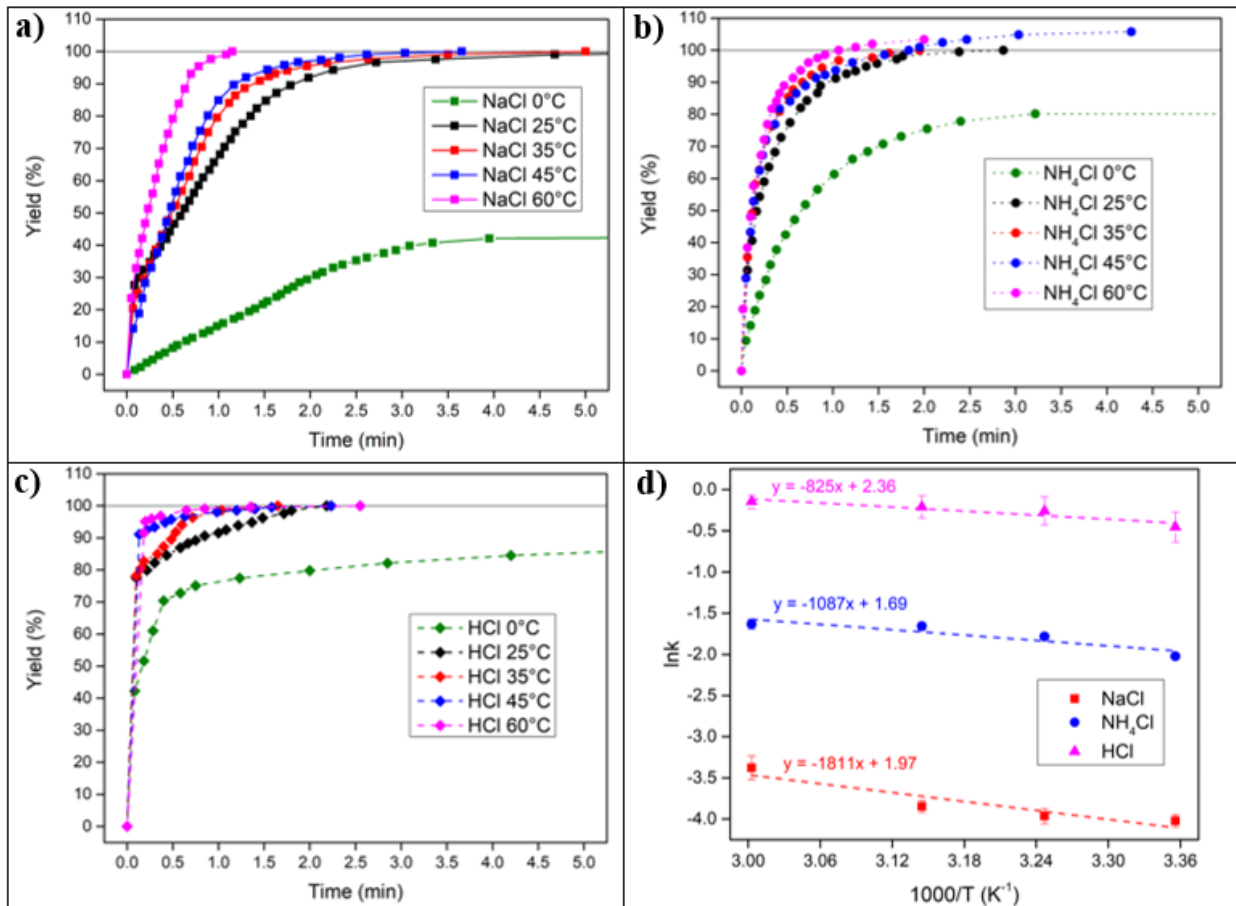 a)
Yield (%)
110
100
90
80
70
60
50
40
30
20
10
0
NaCl 0°C
NaCl 25°C
NaCl 35°C
NaCl 45°C
NaCl 60°C
0.0 0.5 1.0 1.5 2.0 2.5 3.0 3.5 4.0 4.5 5.0
Time (min)
b)
Yield (%)
110
100
90
80
70
60
50
40
30
20
10
0
NH₄Cl 0°C
NH₄Cl 25°C
NH₄Cl 35°C
NH₄Cl 45°C
NH₄Cl 60°C
0.0 0.5 1.0 1.5 2.0 2.5 3.0 3.5 4.0 4.5 5.0
Time (min)
c)
Yield (%)
110
100
90
80
70
60
50
40
30
20
10
0
HCl 0°C
HCl 25°C
HCl 35°C
HCl 45°C
HCl 60°C
0.0 0.5 1.0 1.5 2.0 2.5 3.0 3.5 4.0 4.5 5.0
Time (min)
d)
lnk
0.0
-0.5
-1.0
-1.5
-2.0
-2.5
-3.0
-3.5
-4.0
y = -825x + 2.36
y = -1087x + 1.69
NaCl
NH₄Cl
HCl
y = -1811x + 1.97
3.00 3.06 3.12 3.18 3.24 3.30 3.36
1000/T (K⁻¹)